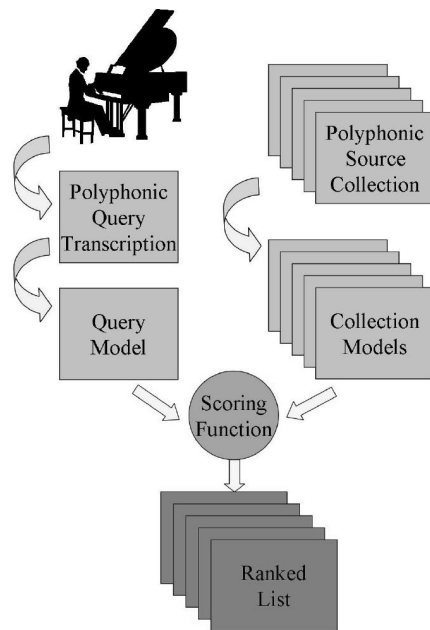 Polyphonic
Source
Collection
Polyphonic
Query
Transcription
Query
Model
Collection
Models
Scoring
Function
Ranked
List